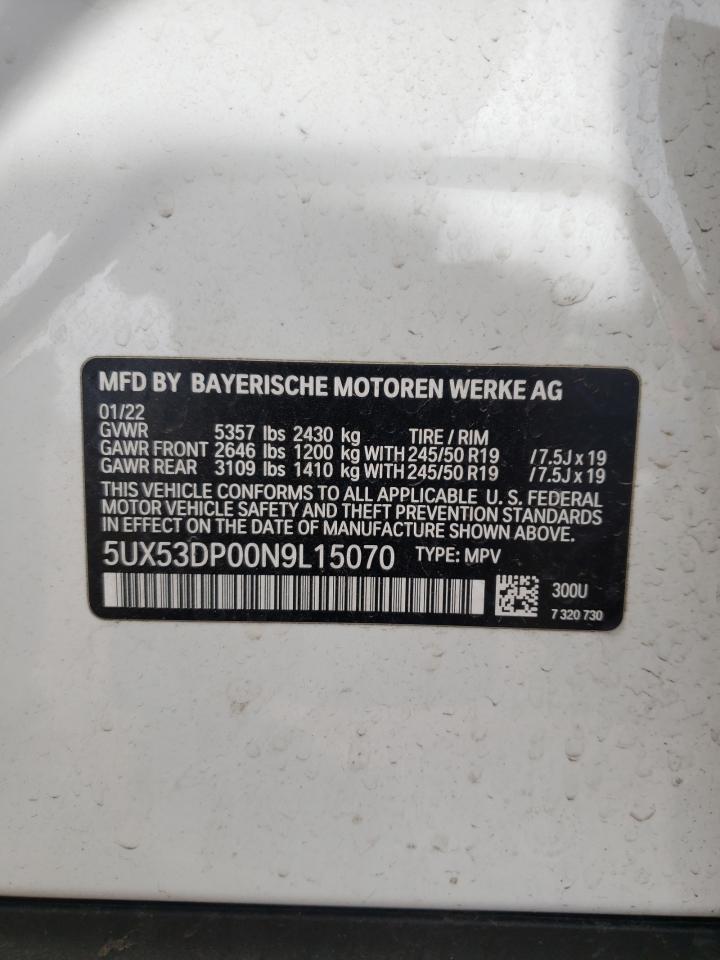 MFD BY BAYERISCHE MOTOREN WERKE AG
01/22
GVWR 5357 lbs 2430 kg TIRE / RIM
GAWR FRONT 2646 lbs 1200 kg WITH 245/50 R19 /7.5J x 19
GAWR REAR 3109 lbs 1410 kg WITH 245/50 R19 /7.5J x 19
THIS VEHICLE CONFORMS TO ALL APPLICABLE U. S. FEDERAL
MOTOR VEHICLE SAFETY AND THEFT PREVENTION STANDARDS
IN EFFECT ON THE DATE OF MANUFACTURE SHOWN ABOVE.
5UX53DP00N9L15070 TYPE: MPV
300U
7 320 730